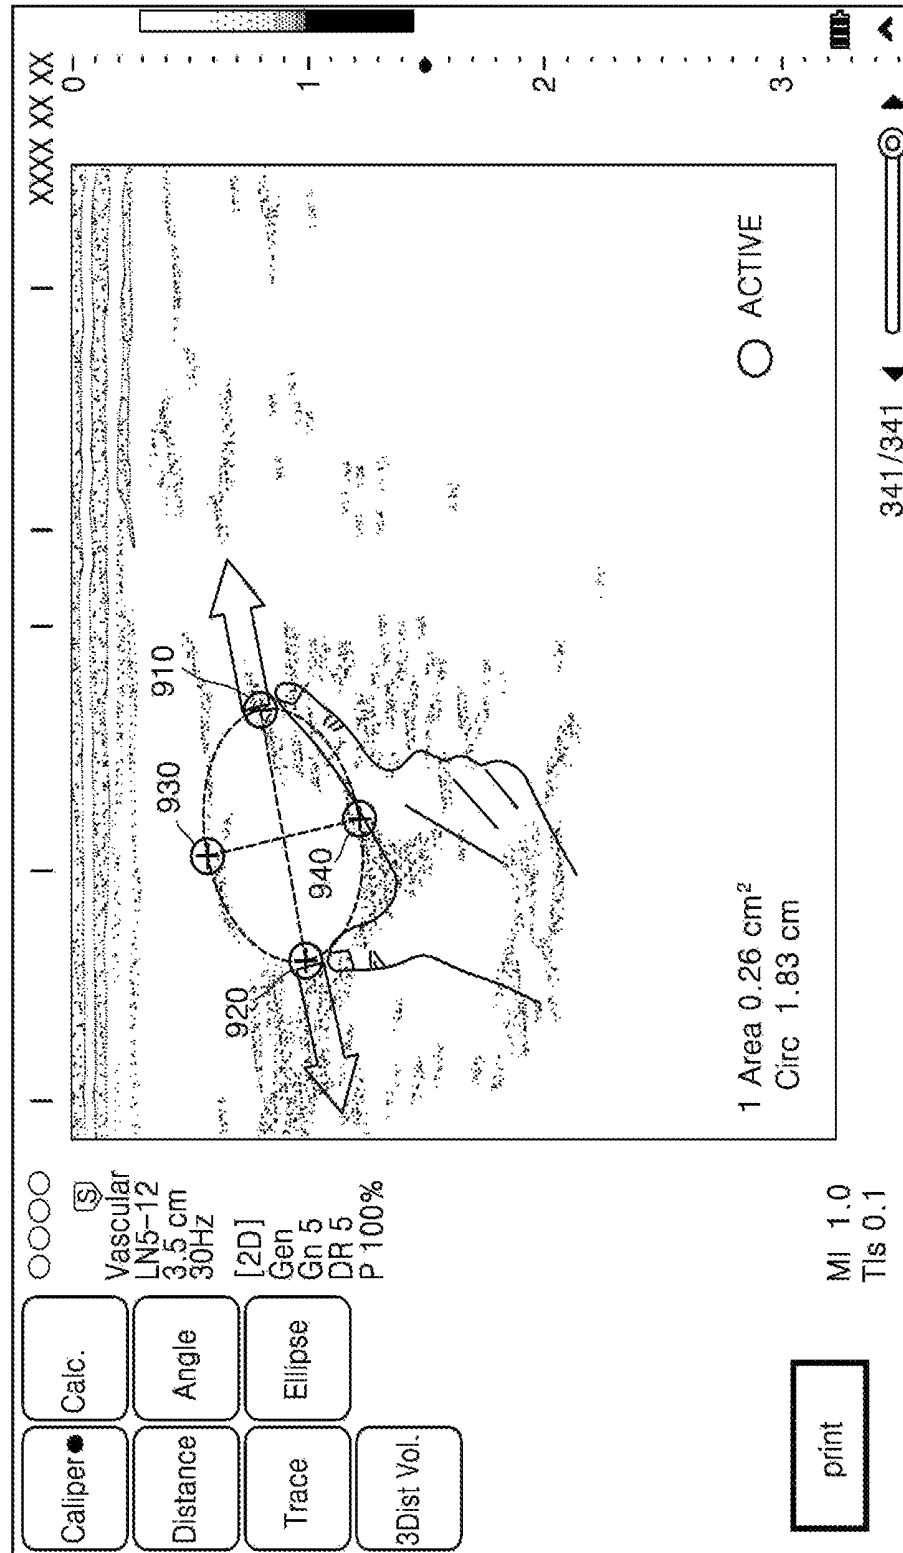 Caliper
Calc.
Distance
Angle
Trace
Ellipse
3Dist Vol.
print
S
Vascular
LN5-12
3.5 cm
30Hz
[2D]
Gen
Gn 5
DR 5
P 100%
MI 1.0
TIs 0.1
XXXX XX XX
0
1
2
3
910
920
930
940
1 Area 0.26 cm²
Circ 1.83 cm
ACTIVE
341/341